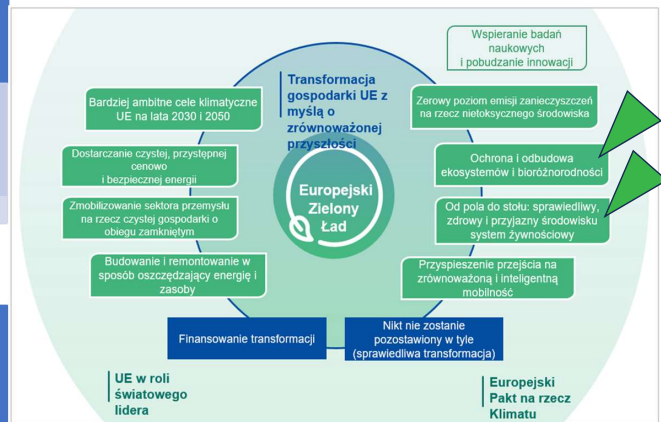 Wspieranie badań
naukowych
i pobudzanie innowacji
Transformacja
gospodarki UE z
myślą o
zrównoważonej
przyszłości
Bardziej ambitne cele klimatyczne
UE na lata 2030 i 2050
Zerowy poziom emisji zanieczyszczeń
na rzecz nietoksycznego środowiska
Dostarczanie czystej, przystępnej
cenowo
i bezpiecznej energii
Ochrona i odbudowa
ekosystemów i bioróżnorodności
Europejski
Zielony
Ład
Zmobilizowanie sektora przemysłu
na rzecz czystej gospodarki o
obiegu zamkniętym
Od pola do stołu: sprawiedliwy,
zdrowy i przyjazny środowisku
system żywnościowy
Budowanie i remontowanie w
sposób oszczędzający energię i
zasoby
Przyspieszenie przejścia na
zrównoważoną i inteligentną
mobilność
Finansowanie transformacji
Nikt nie zostanie
pozostawiony w tyle
(sprawiedliwa transformacja)
UE w roli
światowego
lidera
Europejski
Pakt na rzecz
Klimatu